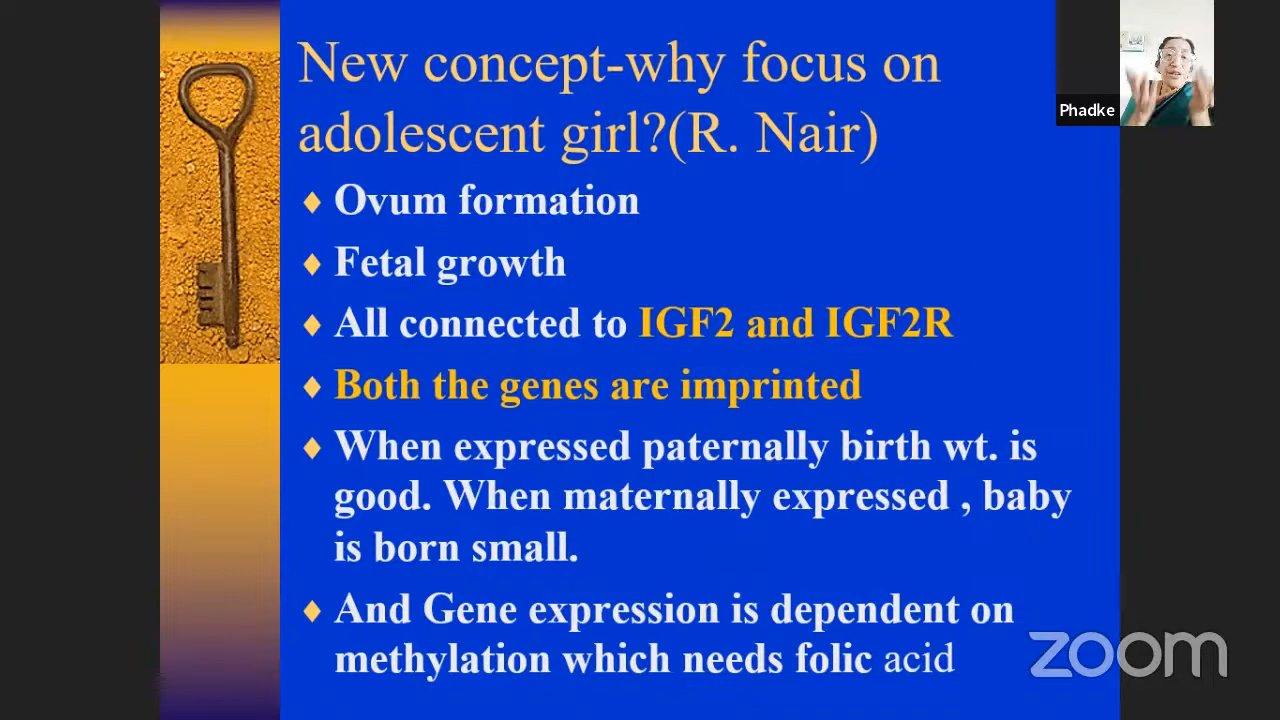 New concept-why focus on
adolescent girl?(R. Nair)
Ovum formation
Fetal growth
All connected to IGF2 and IGF2R
Both the genes are imprinted
When expressed paternally birth wt. is
good. When maternally expressed , baby
is born small.
And Gene expression is dependent on
methylation which needs folic acid
Phadke
zoom